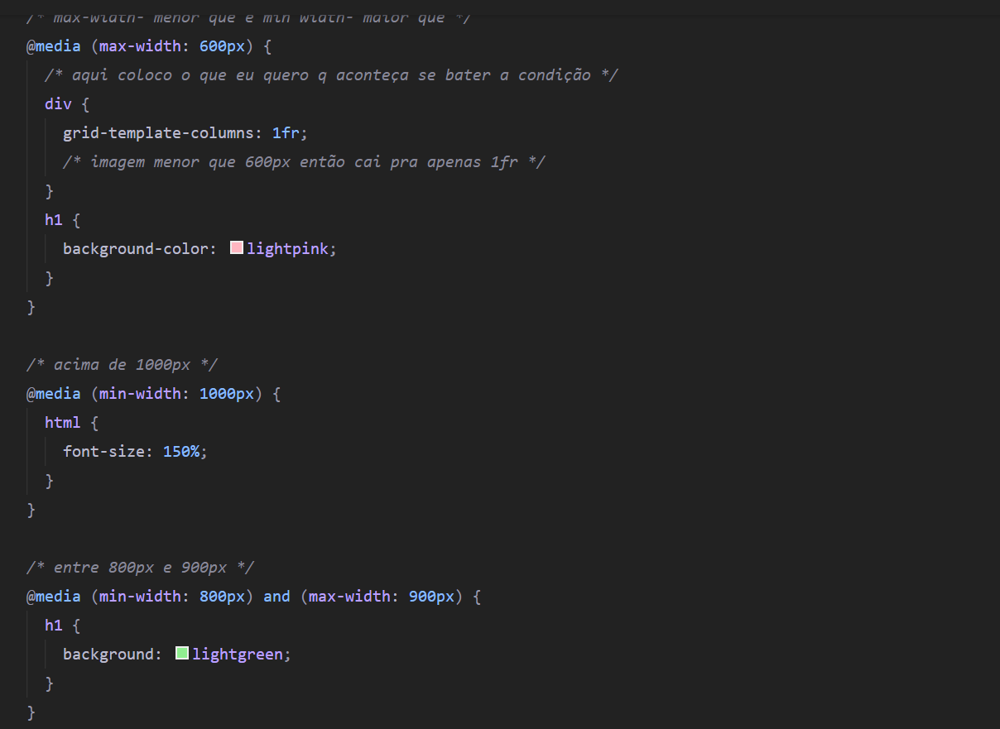 /* max-width- menor que e min width- maior que */
@media (max-width: 600px) {
/* aqui coloco o que eu quero q aconteça se bater a condição */
div {
grid-template-columns: 1fr;
/* imagem menor que 600px então cai pra apenas 1fr */
}
h1 {
background-color: lightpink;
}
}
/* acima de 1000px */
@media (min-width: 1000px) {
html {
font-size: 150%;
}
}
/* entre 800px e 900px */
@media (min-width: 800px) and (max-width: 900px) {
h1 {
background: lightgreen;
}
}